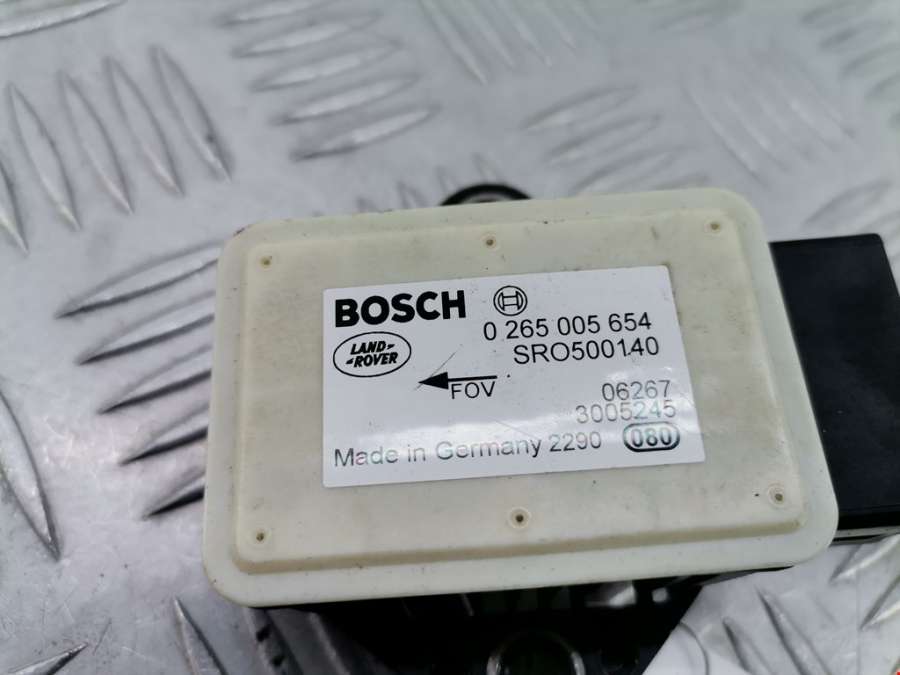 BOSCH
0 265 005 654
LAND-
-ROVER
SRO500140
FOV
06267
3005245
Made in Germany 2290 080